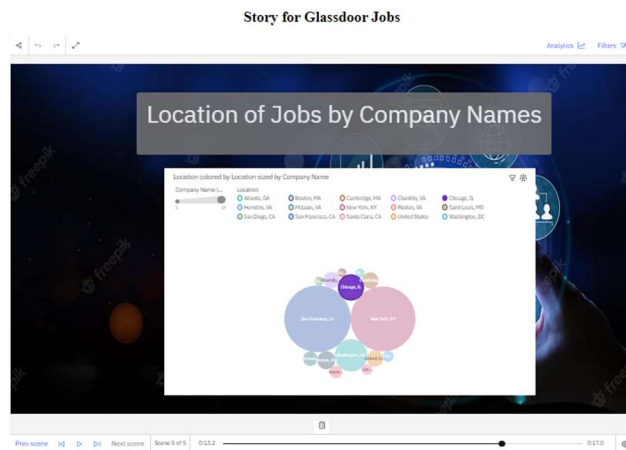 Story for Glassdoor Jobs
Analytics Filters
Location of Jobs by Company Names
Location colored by Location sized by Company Name
Company Name (... Location
Atlanta, GA Boston, MA Cambridge, MA Chantilly, VA Chicago, IL
Herndon, VA McLean, VA New York, NY Reston, VA Saint Louis, MO
San Diego, CA San Francisco, CA Santa Clara, CA United States Washington, DC
Chicago, IL
San Francisco, CA New York, NY
Washington, DC
United S...
freepik
Prev scene Next scene Scene 5 of 5 0:13.2 0:17.0